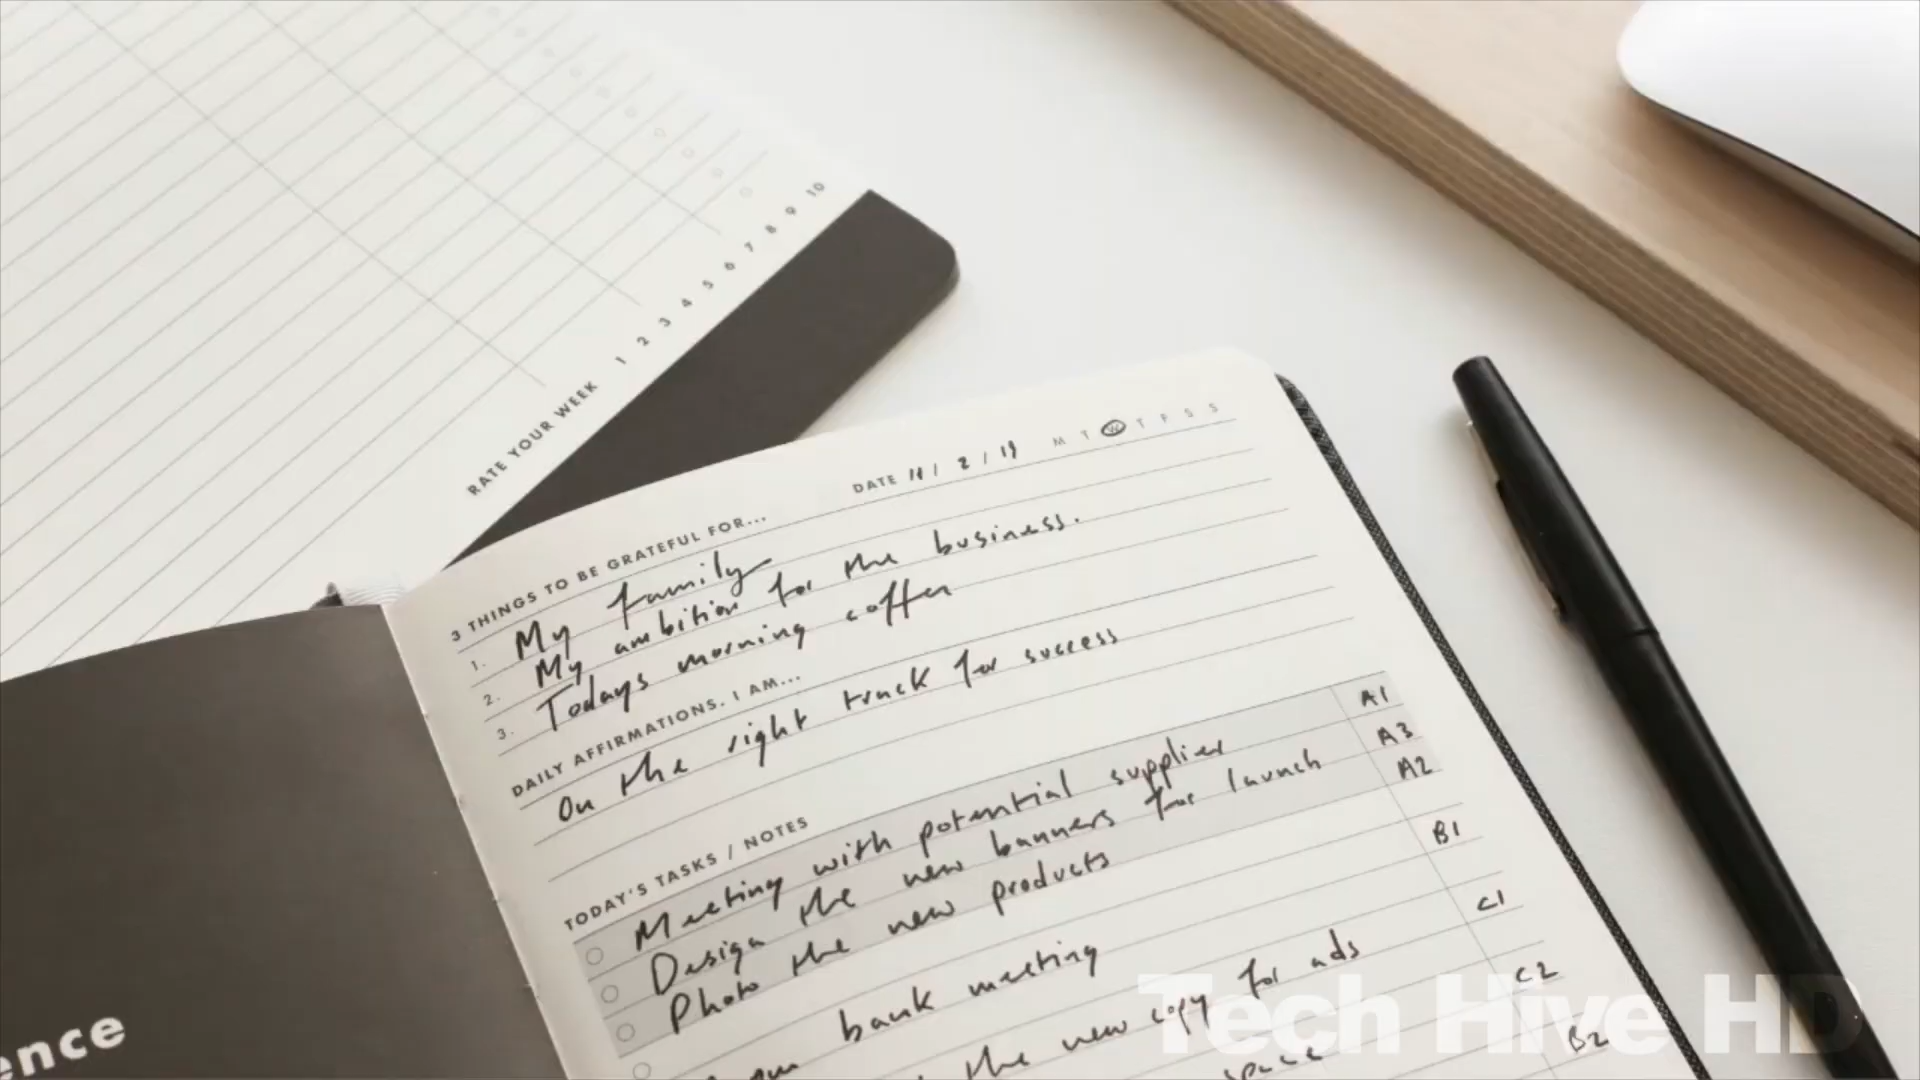 RATE YOUR WEEK 1 2 3 4 5 6 7 8 9 10
DATE 11 / 2 / 19 M T W T F S S
3 THINGS TO BE GRATEFUL FOR...
1. My family
2. My ambition for the business.
3. Todays morning coffee
DAILY AFFIRMATIONS. I AM...
On the right track for success
TODAY'S TASKS / NOTES
Meeting with potential supplier A1
Design the new banners for launch A3
Photo the new products A2
bank meeting B1
the new copy for ads C1
space C2
B2
ence
Tech Hive HD